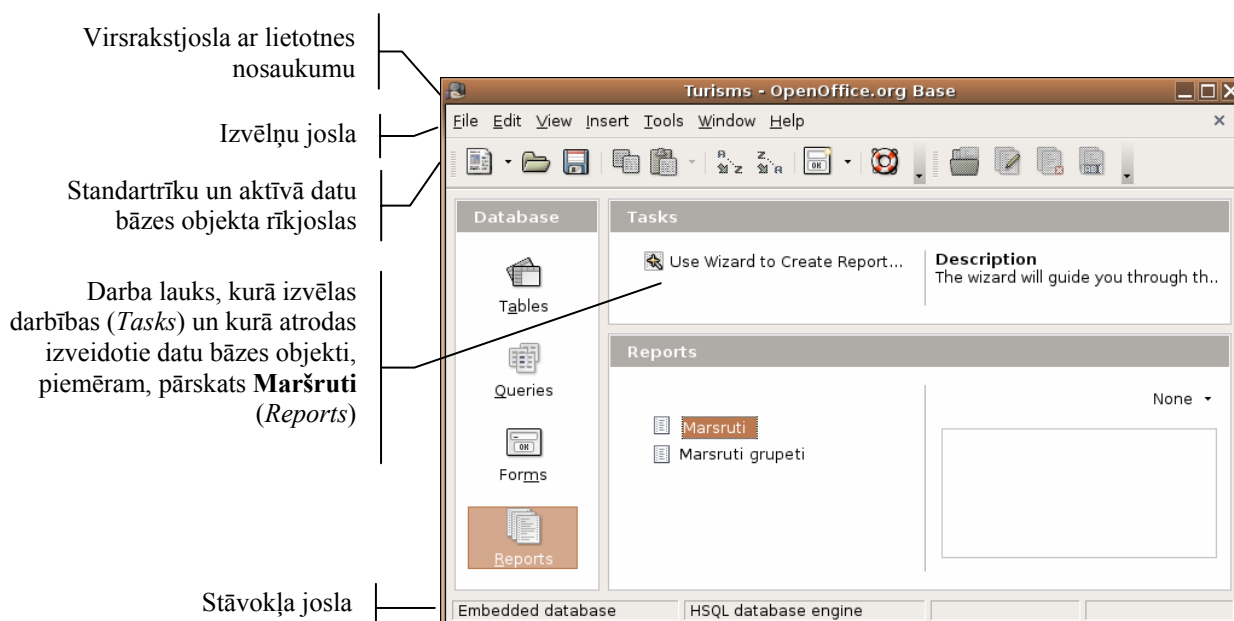 Virsrakstjosla ar lietotnes
nosaukumu
Izvēlņu josla
Standartrīku un aktīvā datu
bāzes objekta rīkjoslas
Darba lauks, kurā izvēlas
darbības (Tasks) un kurā atrodas
izveidotie datu bāzes objekti,
piemēram, pārskats Maršruti
(Reports)
Stāvokļa josla
Turisms - OpenOffice.org Base
File Edit View Insert Tools Window Help
Database
Tables
Queries
Forms
Reports
Tasks
Use Wizard to Create Report...
Description
The wizard will guide you through th..
Reports
None
Marsruti
Marsruti grupeti
Embedded database
HSQL database engine